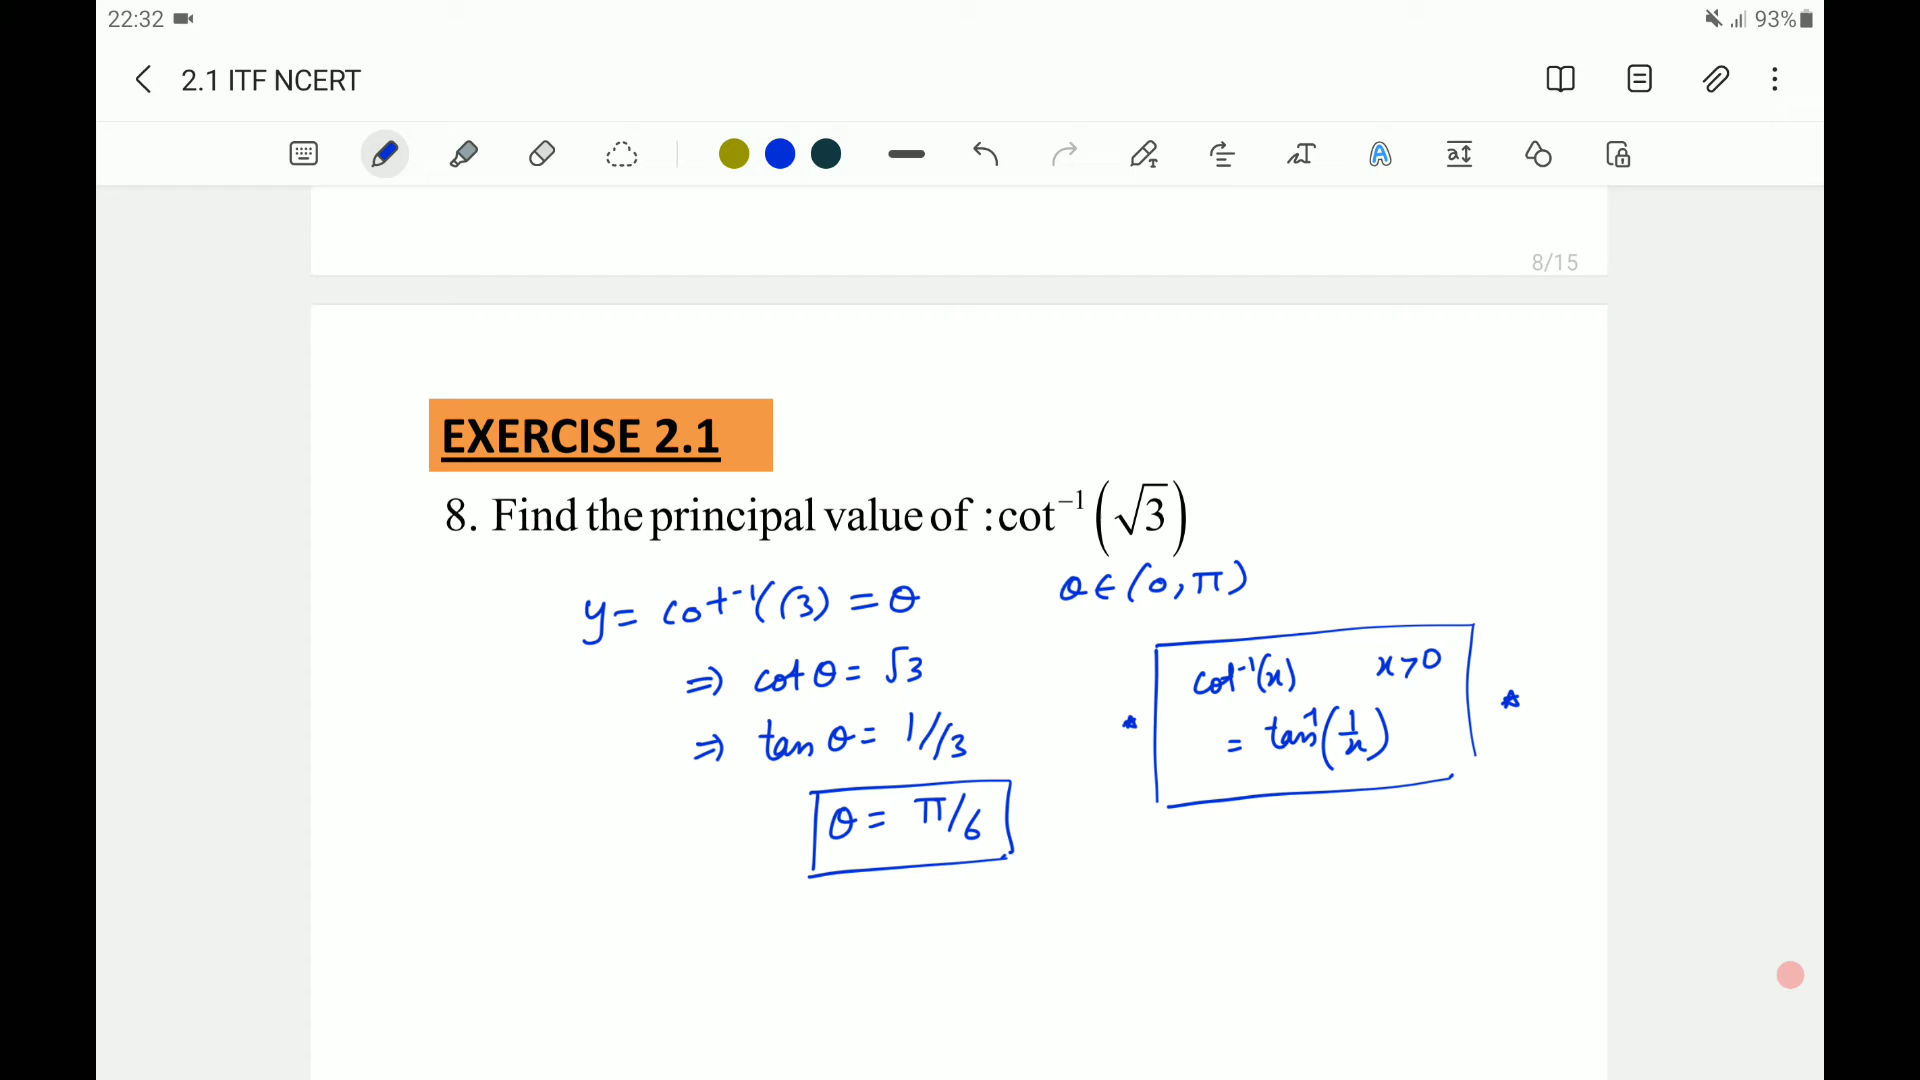 22:32
93%
2.1 ITF NCERT
8/15
EXERCISE 2.1
8. Find the principal value of : cot⁻¹(√3)
y = cot⁻¹(√3) = θ
θ ∈ (0, π)
⇒ cot θ = √3
⇒ tan θ = 1/√3
θ = π/6
cot⁻¹(x) x > 0
= tan⁻¹(1/x)